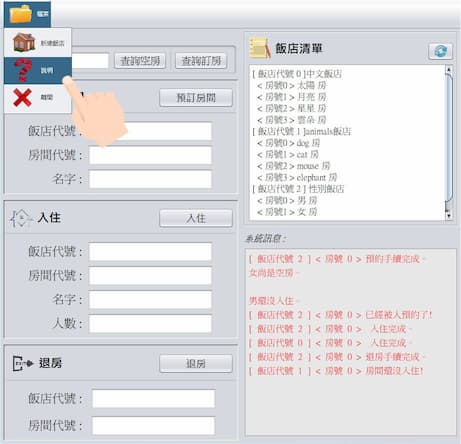 檔案
新建飯店
說明
離開
查詢空房
查詢訂房
預訂房間
飯店代號 :
房間代號 :
名字 :
入住
入住
飯店代號 :
房間代號 :
名字 :
人數 :
EXIT
退房
退房
飯店代號 :
房間代號 :
飯店清單
[ 飯店代號 0 ]中文飯店
< 房號0 > 太陽 房
< 房號1 > 月亮 房
< 房號2 > 星星 房
< 房號3 > 雲朵 房
[ 飯店代號 1 ]animals飯店
< 房號0 > dog 房
< 房號1 > cat 房
< 房號2 > mouse 房
< 房號3 > elephant 房
[ 飯店代號 2 ] 性別飯店
< 房號0 > 男 房
< 房號1 > 女 房
系統訊息 :
[ 飯店代號 2 ] < 房號 0 > 預約手續完成。
女尚是空房。
男還沒入住。
[ 飯店代號 2 ] < 房號 0 > 已經被人預約了!
[ 飯店代號 2 ] < 房號 0 > 入住完成。
[ 飯店代號 0 ] < 房號 0 > 入住完成。
[ 飯店代號 2 ] < 房號 0 > 退房手續完成。
[ 飯店代號 1 ] < 房號 0 > 房間還沒入住!